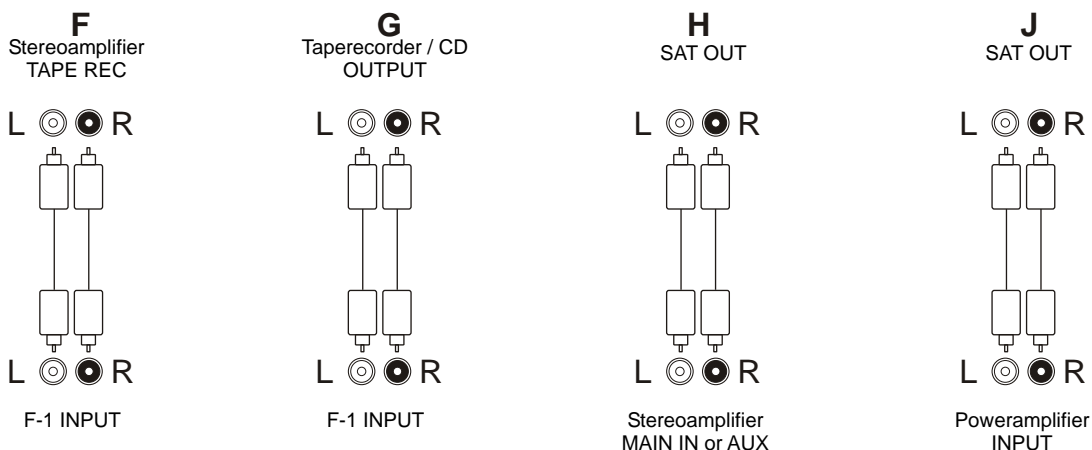 F
Stereoamplifier
TAPE REC
L R
L R
F-1 INPUT
G
Taperecorder / CD
OUTPUT
L R
L R
F-1 INPUT
H
SAT OUT
L R
L R
Stereoamplifier
MAIN IN or AUX
J
SAT OUT
L R
L R
Poweramplifier
INPUT